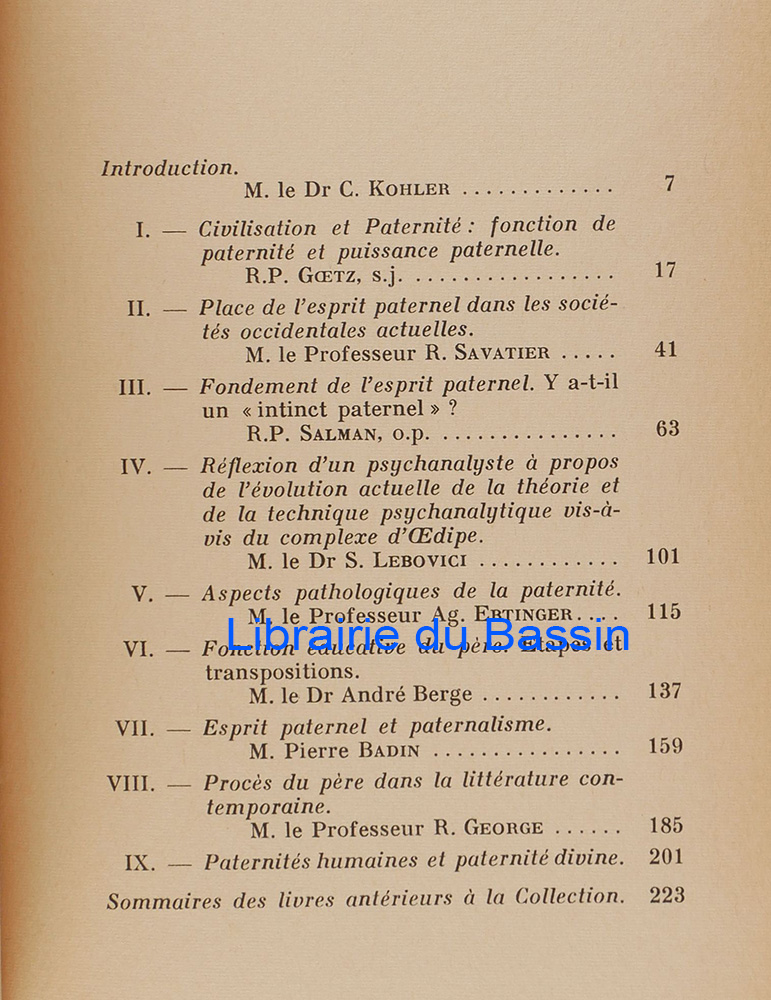 Introduction.
M. le Dr C. KOHLER ............. 7
I. — Civilisation et Paternité : fonction de
paternité et puissance paternelle.
R.P. GŒTZ, s.j. ................. 17
II. — Place de l'esprit paternel dans les socié-
tés occidentales actuelles.
M. le Professeur R. SAVATIER ..... 41
III. — Fondement de l'esprit paternel. Y a-t-il
un « intinct paternel » ?
R.P. SALMAN, o.p. ............... 63
IV. — Réflexion d'un psychanalyste à propos
de l'évolution actuelle de la théorie et
de la technique psychanalytique vis-à-
vis du complexe d'Œdipe.
M. le Dr S. LEBOVICI ............ 101
V. — Aspects pathologiques de la paternité.
M. le Professeur Ag. EBTINGER.... 115
Librairie du Bassin
VI. — Fonction éducative du père. Etapes et
transpositions.
M. le Dr André Berge ............ 137
VII. — Esprit paternel et paternalisme.
M. Pierre BADIN ................ 159
VIII. — Procès du père dans la littérature con-
temporaine.
M. le Professeur R. GEORGE ...... 185
IX. — Paternités humaines et paternité divine. 201
Sommaires des livres antérieurs à la Collection. 223